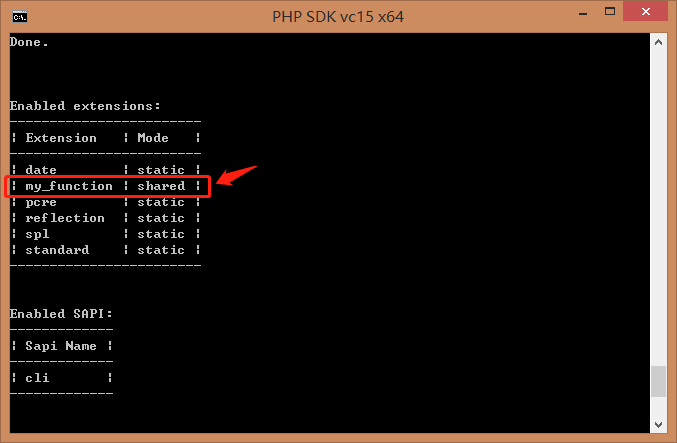 PHP SDK vc15 x64
C:\.
Done.
Enabled extensions:
-----------------------
| Extension | Mode |
-----------------------
| date | static |
| my_function | shared |
| pcre | static |
| reflection | static |
| spl | static |
| standard | static |
-----------------------
Enabled SAPI:
-------------
| Sapi Name |
-------------
| cli |
-------------